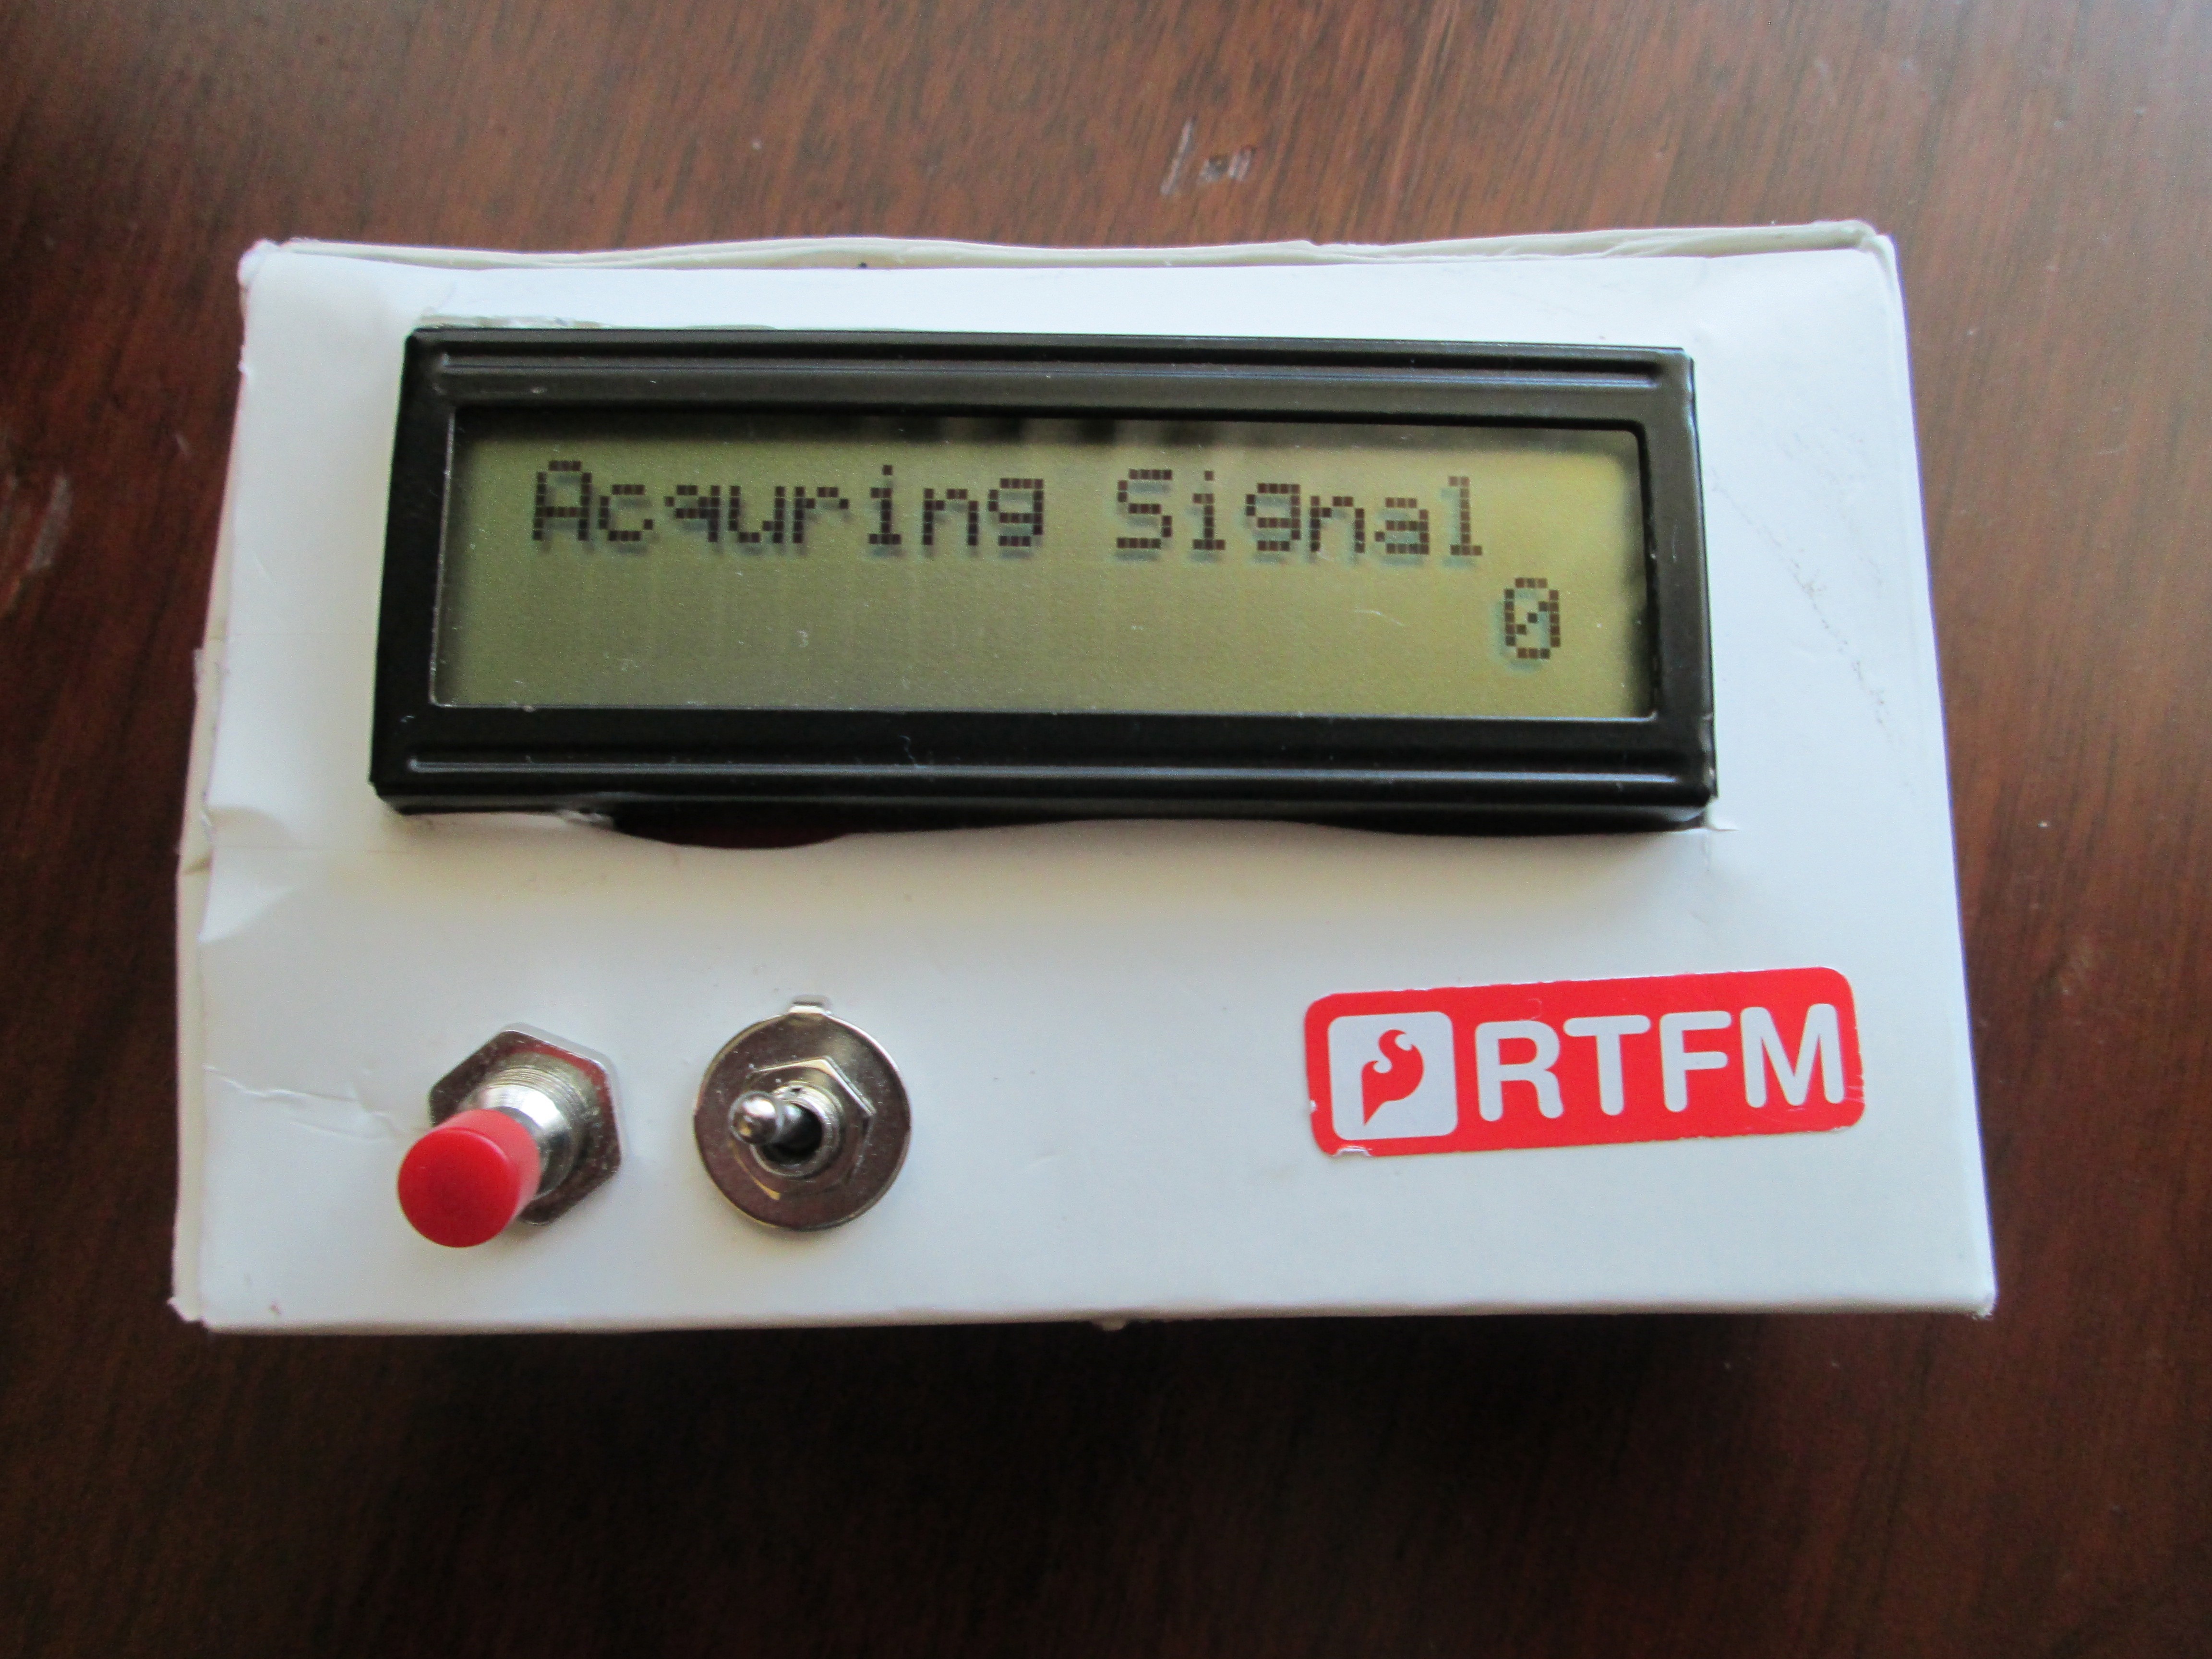 Acquring Signal
0
RTFM